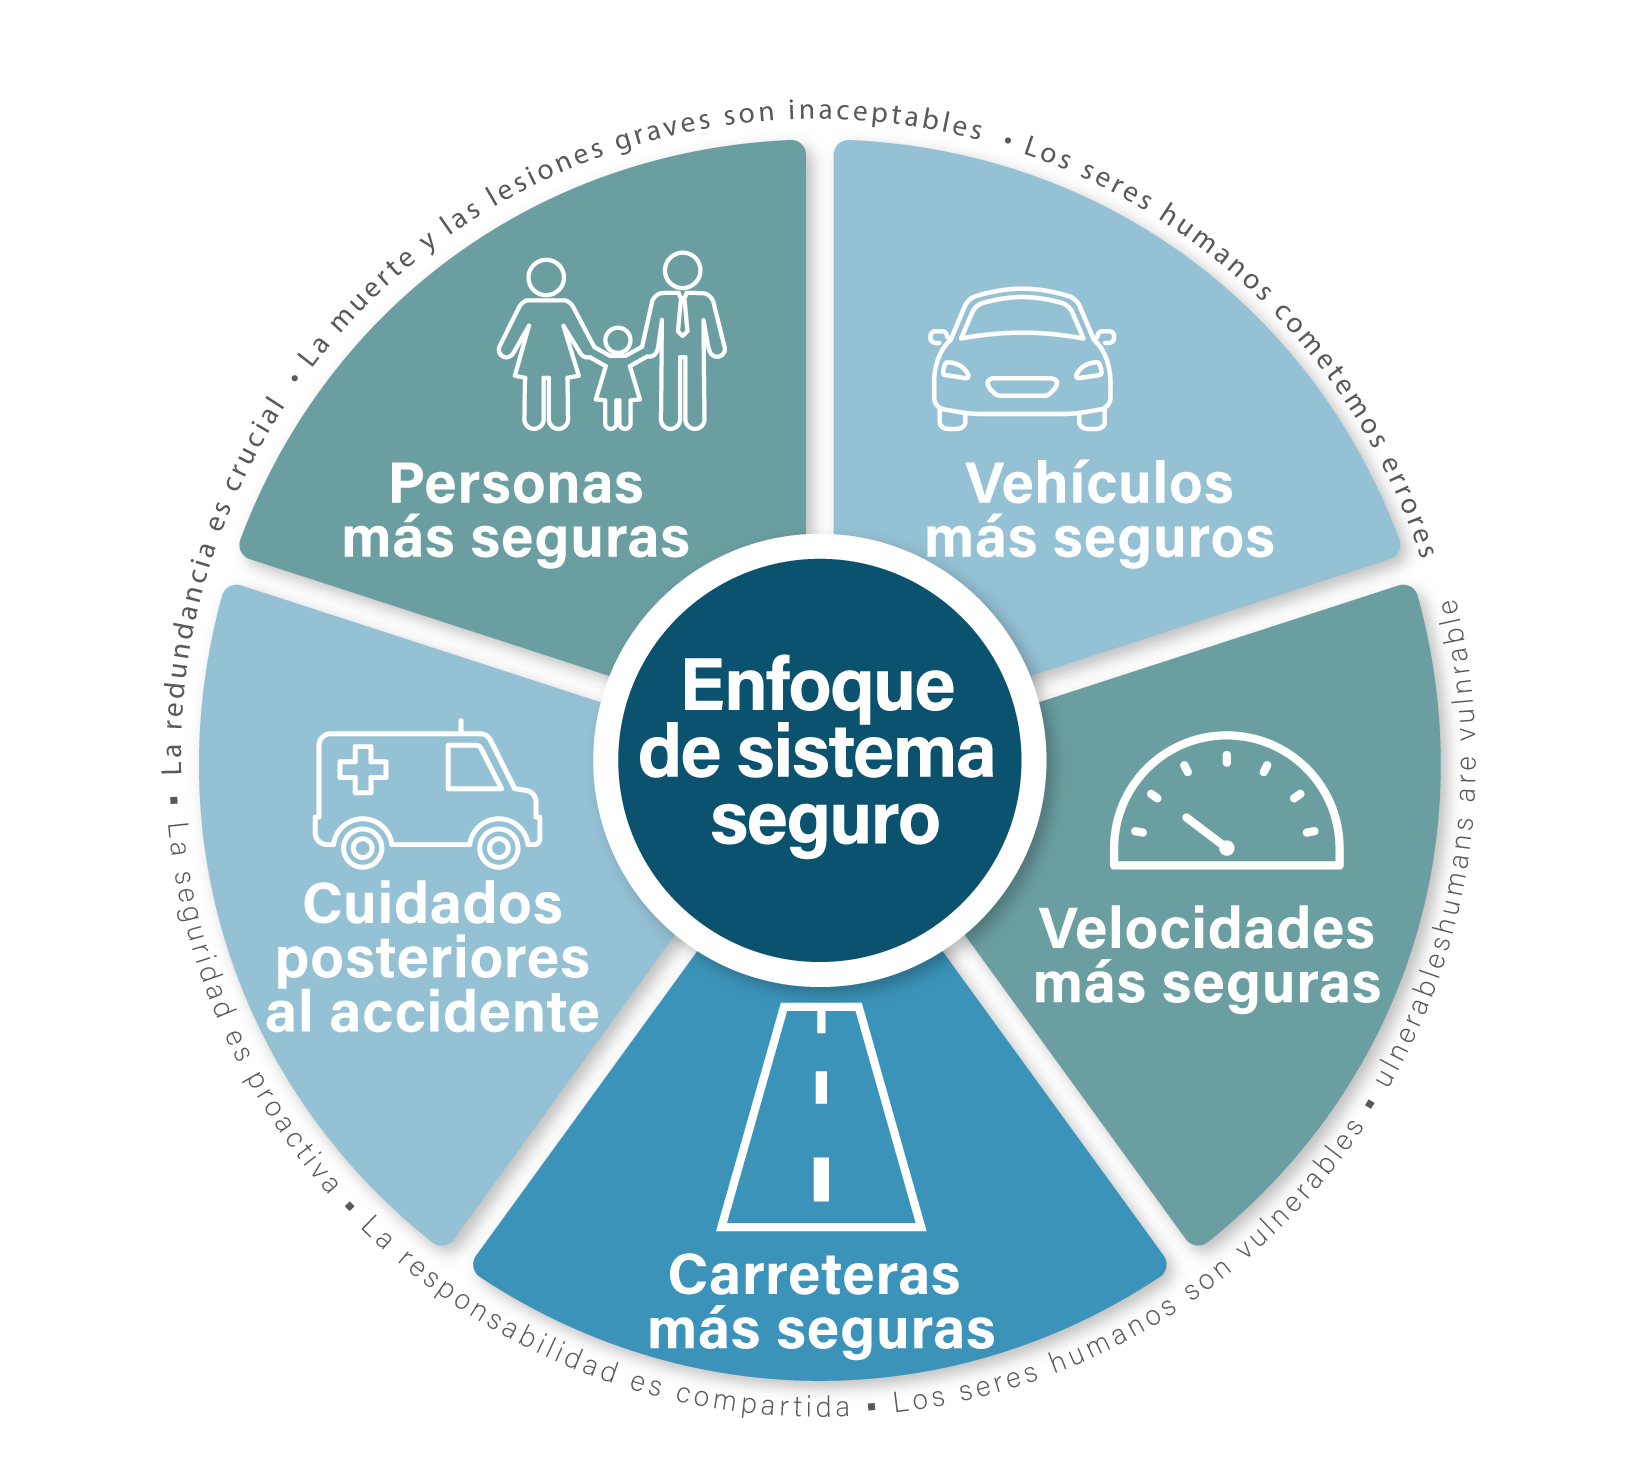 La muerte y las lesiones graves son inaceptables • Los seres humanos cometemos errores
Personas
más seguras
Vehículos
más seguros
Enfoque
de sistema
seguro
Cuidados
posteriores
al accidente
Velocidades
más seguras
Carreteras
más seguras
▪ La seguridad es proactiva ▪ La responsabilidad es compartida ▪ Los seres humanos son vulnerables ▪ ulnerableshumans are vulnurable
La redundancia es crucial •